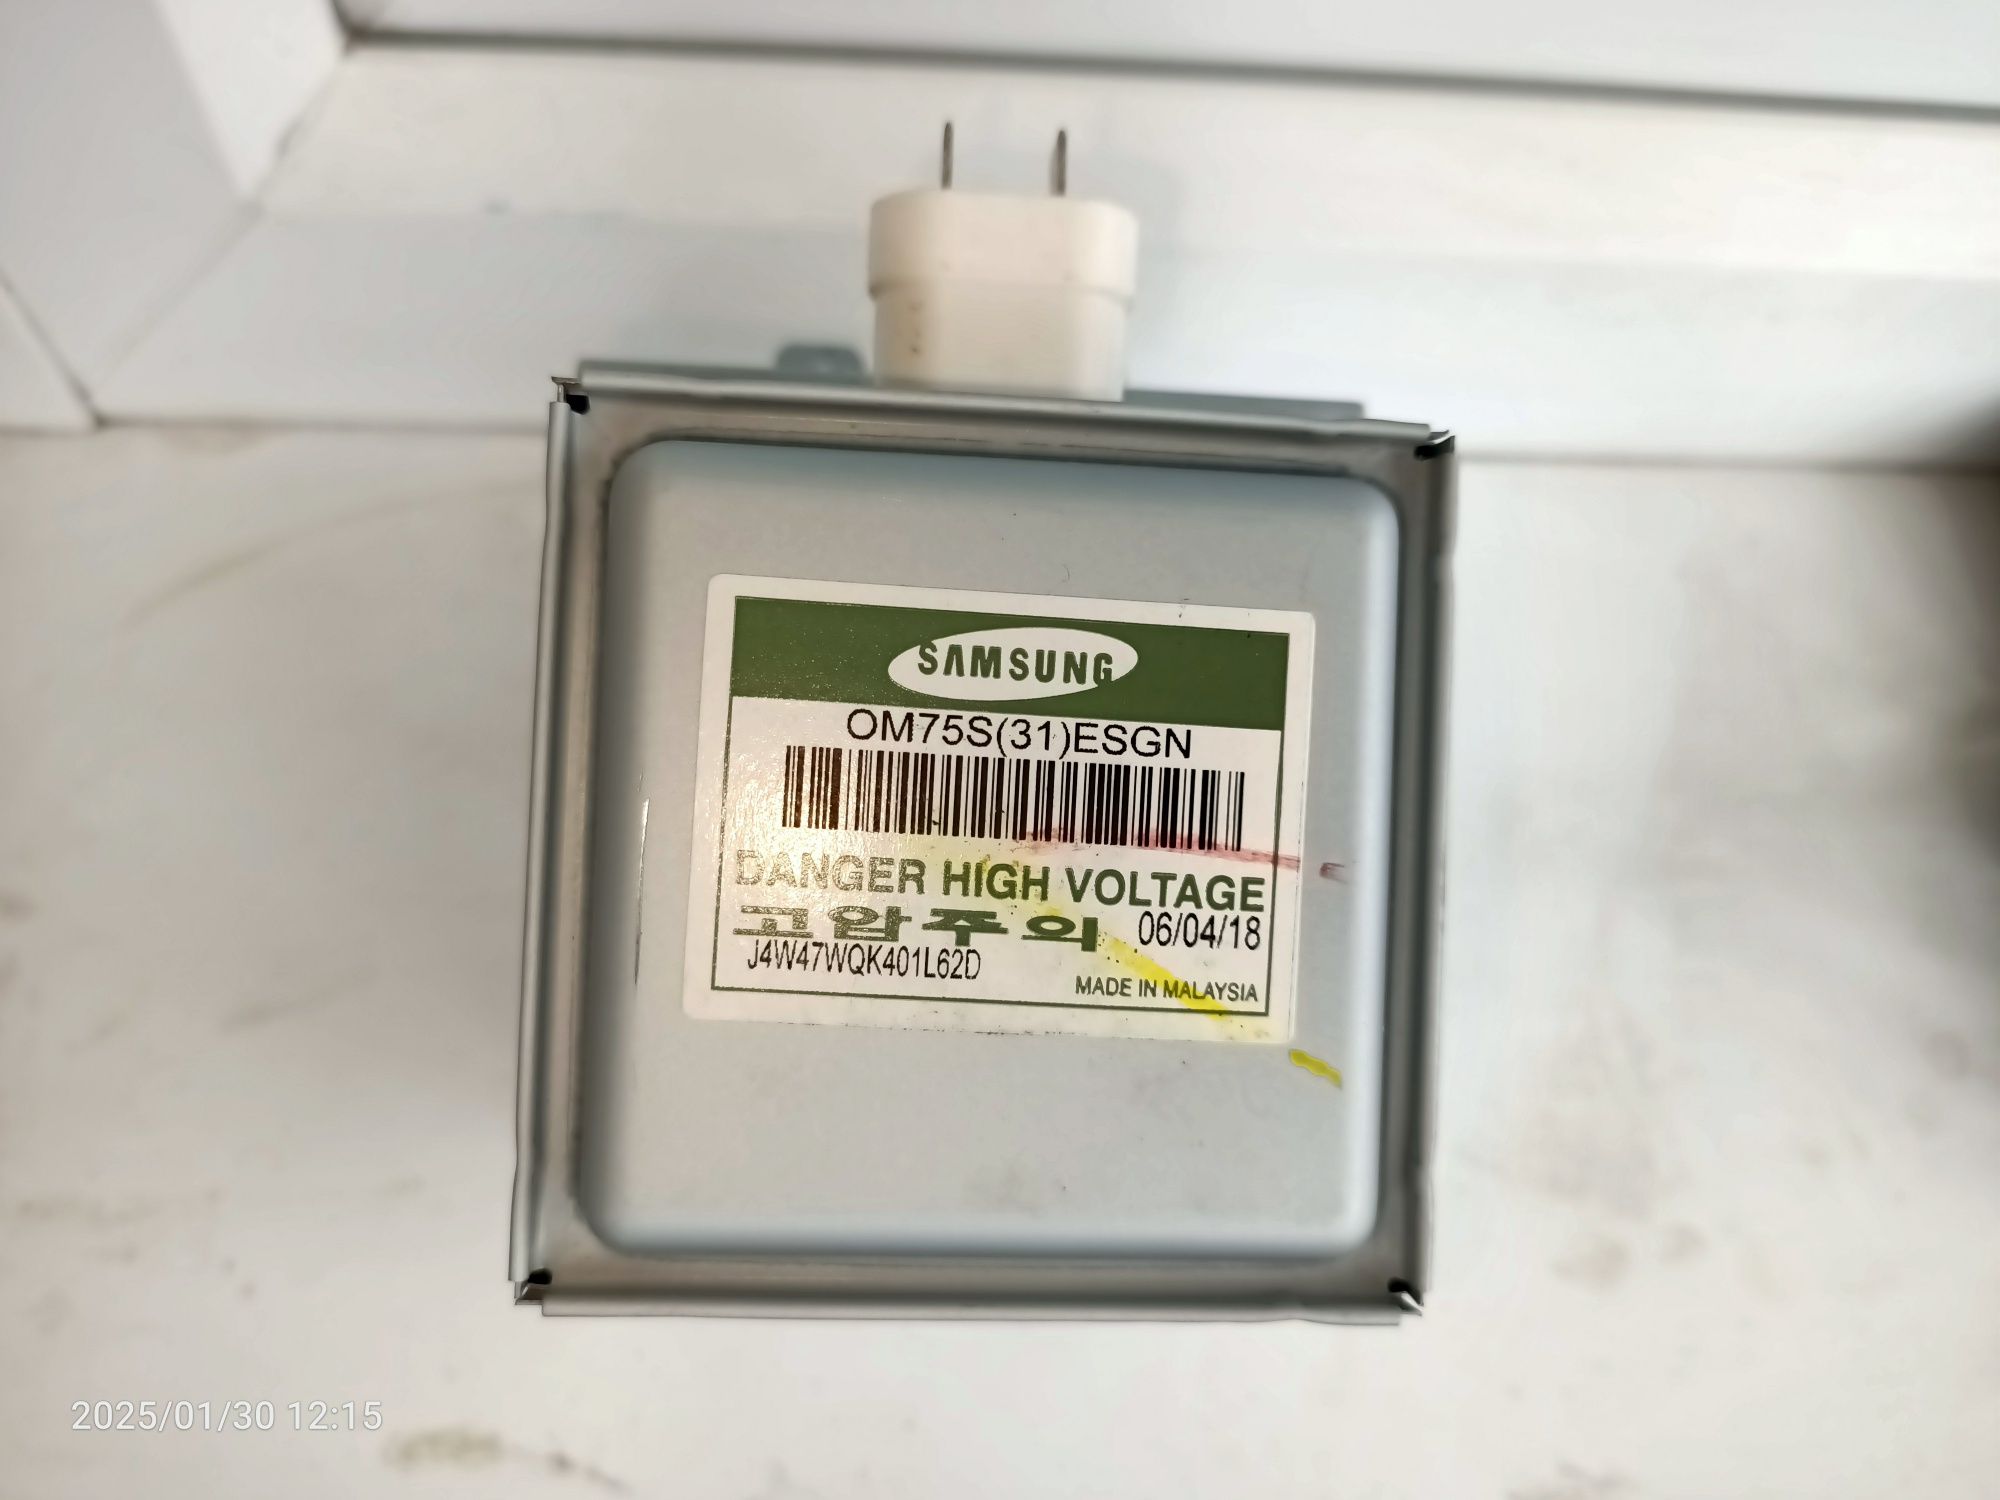 SAMSUNG
OM75S(31)ESGN
DANGER HIGH VOLTAGE
고압주의 06/04/18
J4W47WQK401L62D
MADE IN MALAYSIA
2025/01/30 12:15